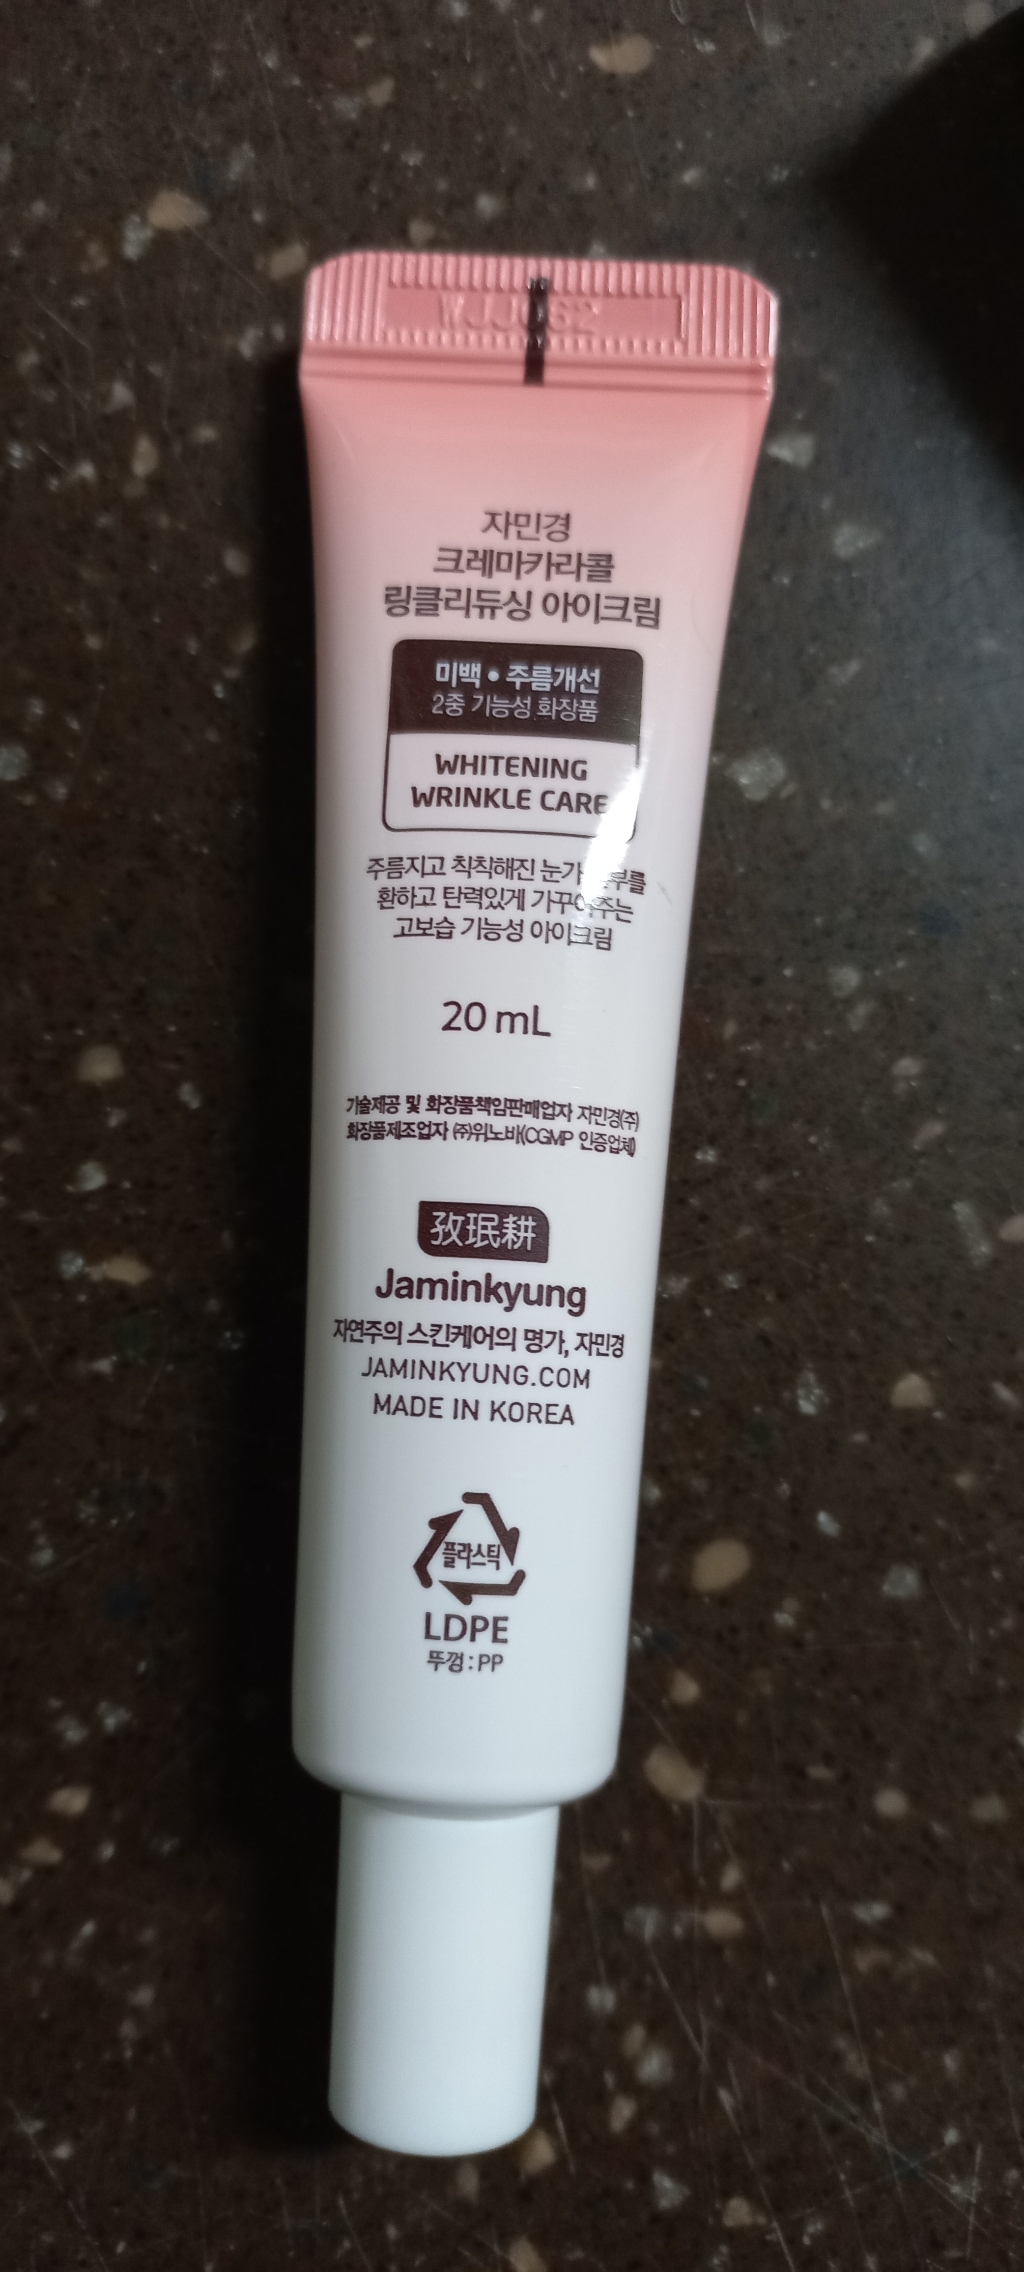 자민경
크레마카라콜
링클리듀싱 아이크림
미백 • 주름개선
2중 기능성 화장품
WHITENING
WRINKLE CARE
주름지고 칙칙해진 눈가
환하고 탄력있게 가꾸어주는
고보습 기능성 아이크림
20 mL
기술제공 및 화장품책임판매업자 자민경(주)
화장품제조업자 ㈜위노바(CGMP 인증업체)
孜珉耕
Jaminkyung
자연주의 스킨케어의 명가, 자민경
JAMINKYUNG.COM
MADE IN KOREA
플라스틱
LDPE
뚜껑:PP